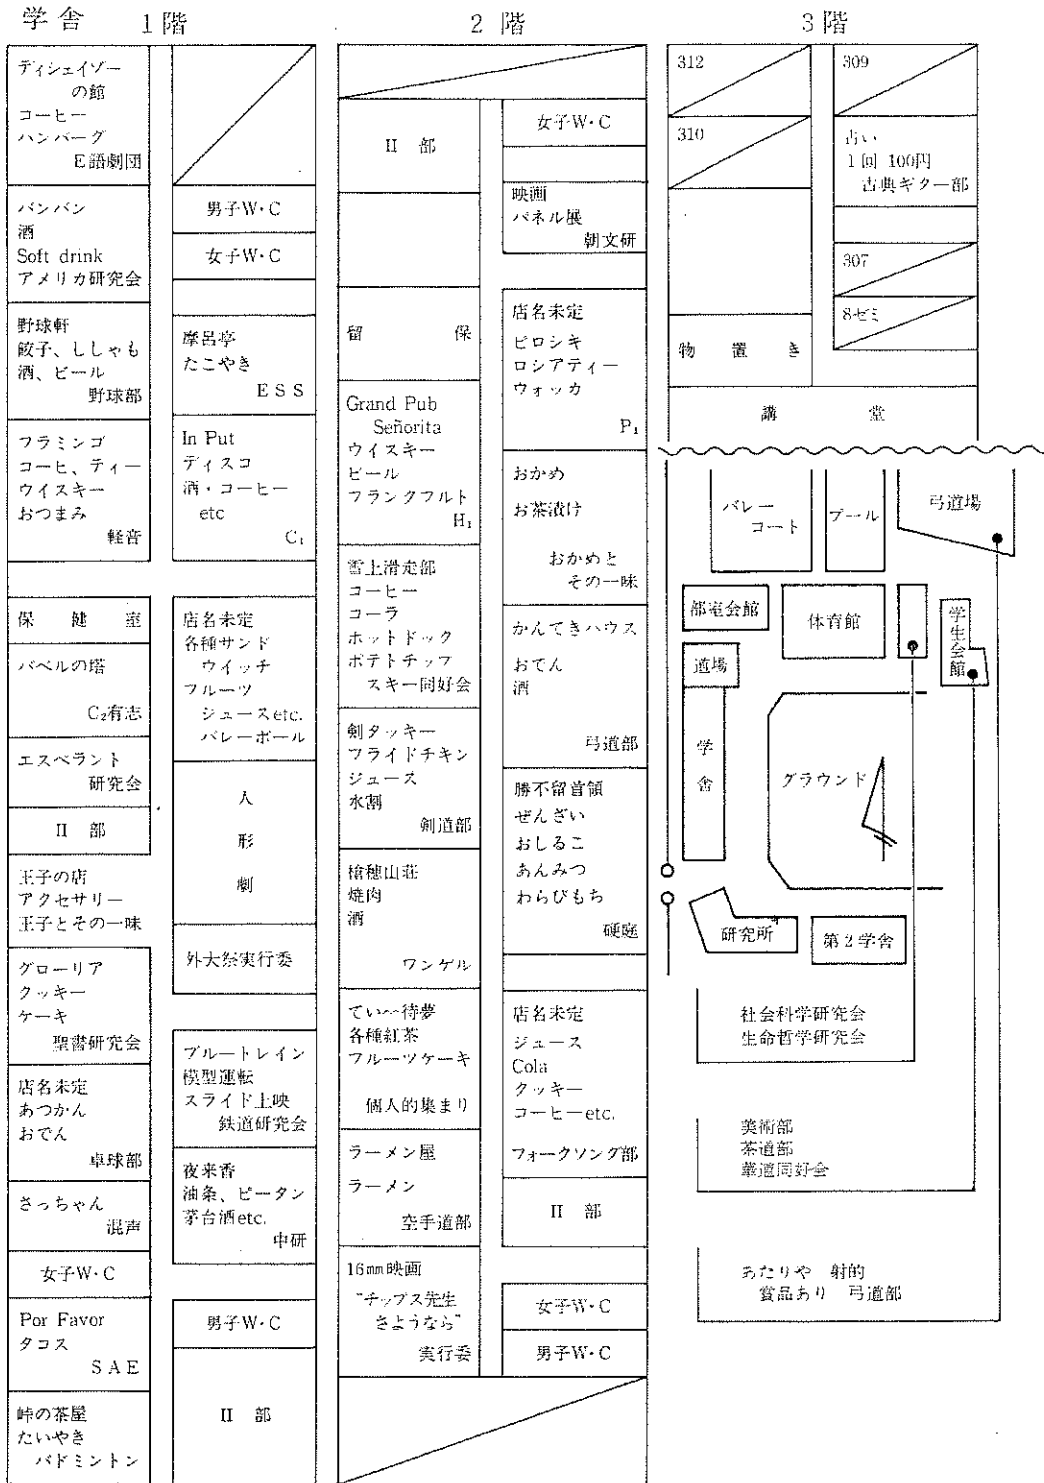 学舎
1階
ディシェイゾー
の館
コーヒー
ハンバーグ
E語劇団
バンバン
酒
Soft drink
アメリカ研究会
野球軒
餃子、ししゃも
酒、ビール
野球部
フラミンゴ
コーヒ、ティー
ウイスキー
おつまみ
軽音
保健室
バベルの塔
C₂有志
エスペラント
研究会
II 部
王子の店
アクセサリー
王子とその一味
グローリア
クッキー
ケーキ
聖書研究会
店名未定
あつかん
おでん
卓球部
さっちゃん
混声
女子W·C
Por Favor
タコス
SAE
峠の茶屋
たいやき
バドミントン
男子W·C
女子W·C
摩呂亭
たこやき
ESS
In Put
ディスコ
酒・コーヒー
etc
C₁
店名未定
各種サンド
ウイッチ
フルーツ
ジュースetc.
バレーボール
人
形
劇
外大祭実行委
ブルートレイン
模型運転
スライド上映
鉄道研究会
夜来香
油条、ピータン
茅台酒etc.
中研
男子W·C
II 部
2階
II 部
留保
Grand Pub
Señorita
ウイスキー
ビール
フランクフルト
H₁
雪上滑走部
コーヒー
コーラ
ホットドック
ポテトチップ
スキー同好会
剣タッキー
フライドチキン
ジュース
水割
剣道部
槍穂山荘
焼肉
酒
ワンゲル
てい〜待夢
各種紅茶
フルーツケーキ
個人的集まり
ラーメン屋
ラーメン
空手道部
16mm映画
"チップス先生
さようなら"
実行委
女子W·C
映画
パネル展
朝文研
店名未定
ピロシキ
ロシアティー
ウォッカ
P₁
おかめ
お茶漬け
おかめと
その一味
かんてきハウス
おでん
酒
弓道部
勝不留首領
ぜんざい
おしるこ
あんみつ
わらびもち
硬庭
店名未定
ジュース
Cola
クッキー
コーヒーetc.
フォークソング部
II 部
女子W·C
男子W·C
3階
312
310
物置き
309
占い
1回 100円
古典ギター部
307
8ゼミ
講堂
バレー
コート
プール
弓道場
部室会館
体育館
学生会館
道場
学舎
グラウンド
研究所
第2学舎
社会科学研究会
生命哲学研究会
美術部
茶道部
華道同好会
あたりや 射的
賞品あり 弓道部